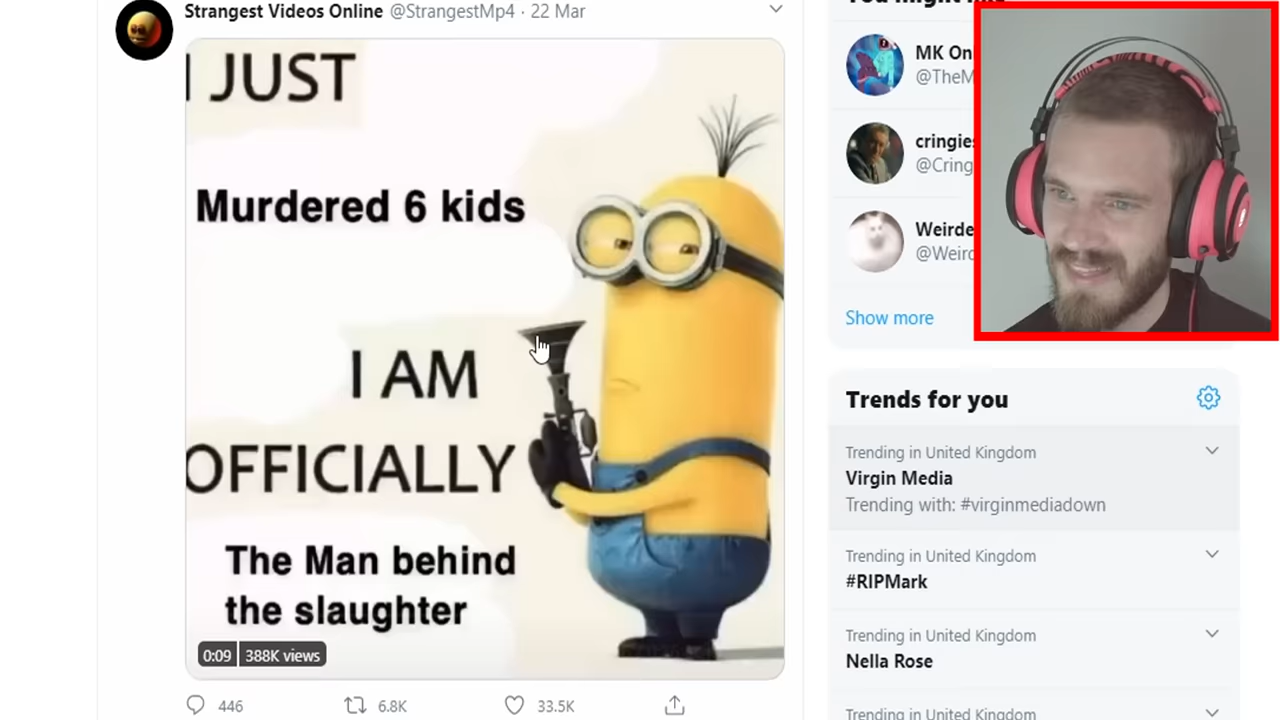 Strangest Videos Online @StrangestMp4 · 22 Mar
I JUST
Murdered 6 kids
I AM
OFFICIALLY
The Man behind
the slaughter
0:09 388K views
446 6.8K 33.5K
MK Onl
@TheM
cringies
@Cring
Weirde
@Weird
Show more
Trends for you
Trending in United Kingdom
Virgin Media
Trending with: #virginmediadown
Trending in United Kingdom
#RIPMark
Trending in United Kingdom
Nella Rose
Trending in United Kingdom